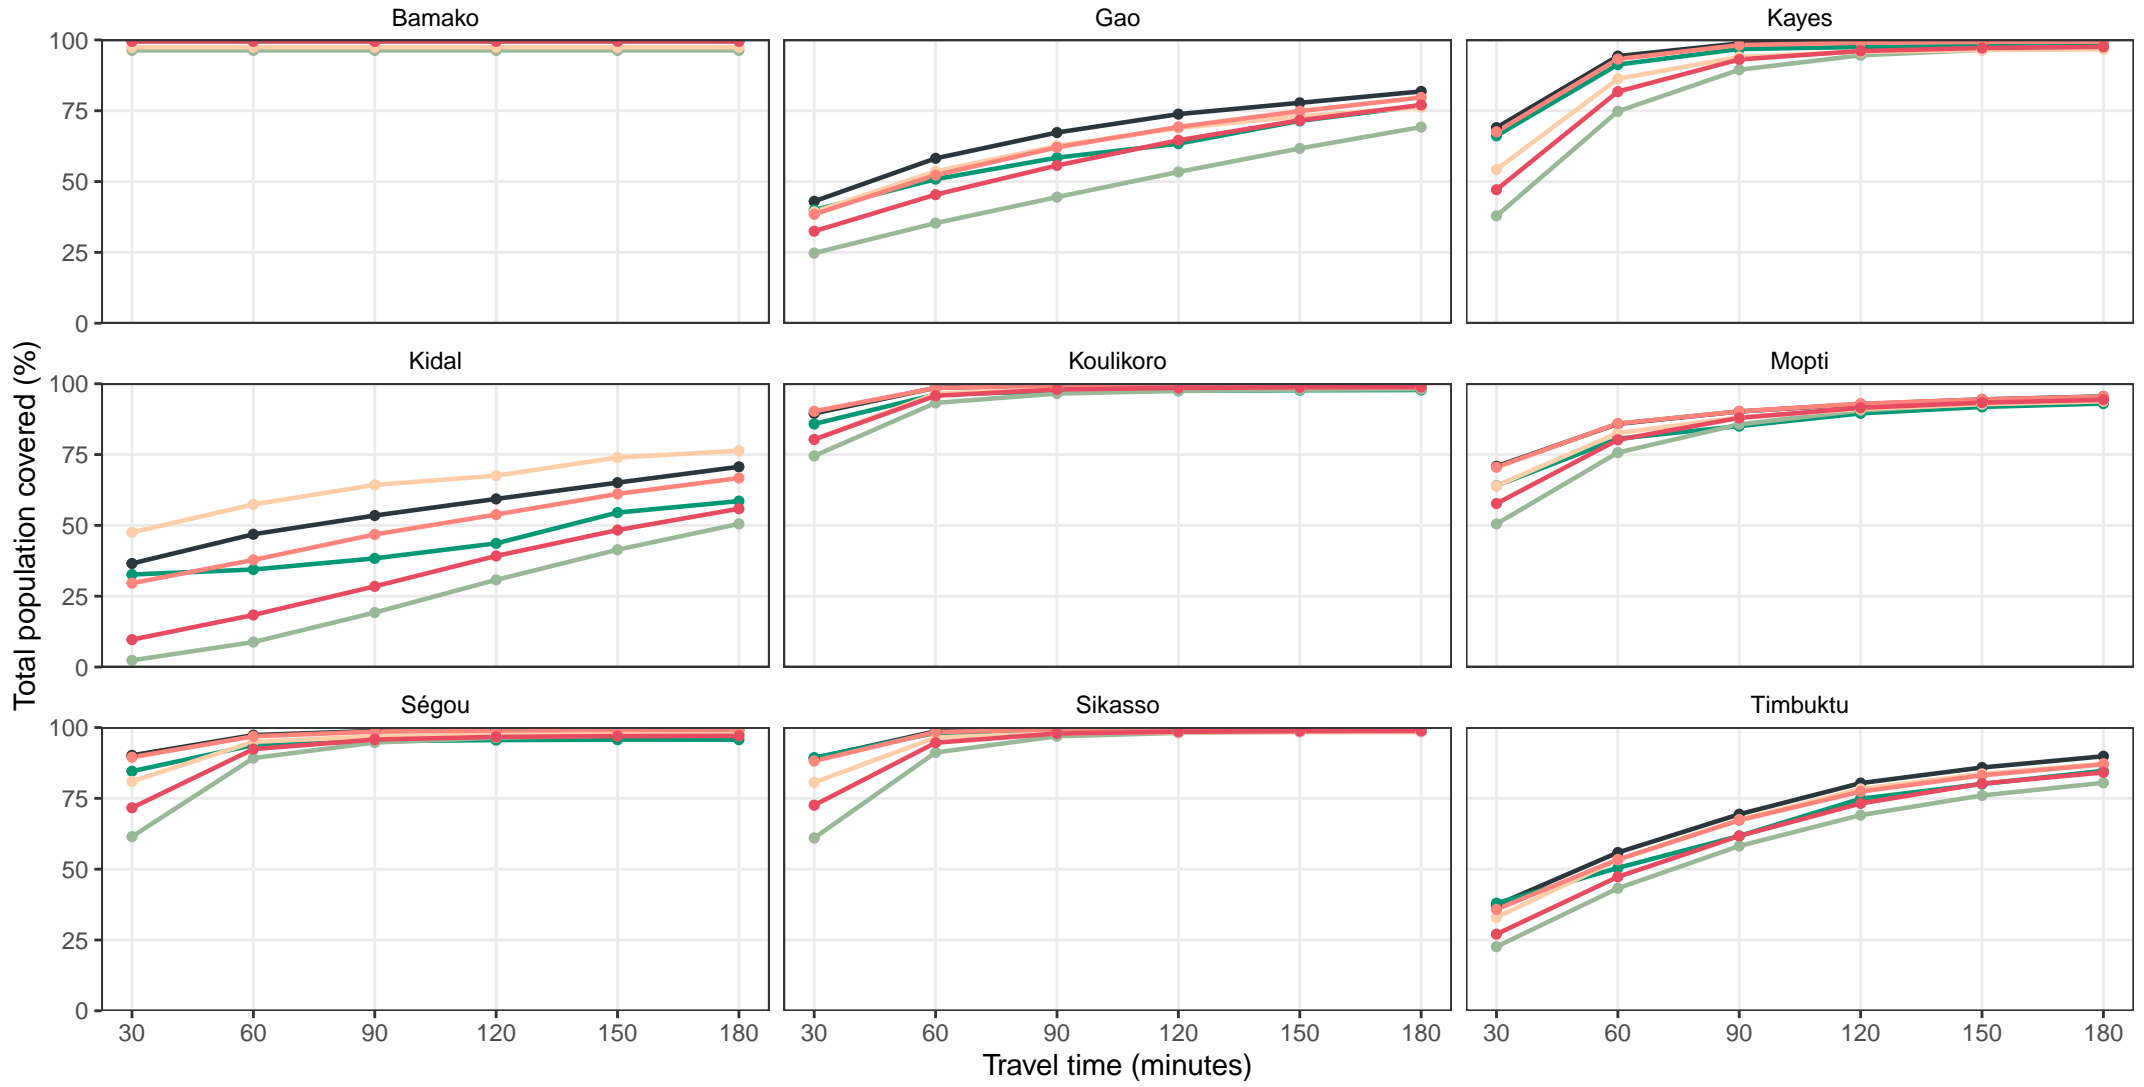 Bamako Gao Kayes
100
75
50
25
0
Kidal Koulikoro Mopti
100
75
50
25
0
Total population covered (%)
Ségou Sikasso Timbuktu
100
75
50
25
0
30 60 90 120 150 180 30 60 90 120 150 180 30 60 90 120 150 180
Travel time (minutes)